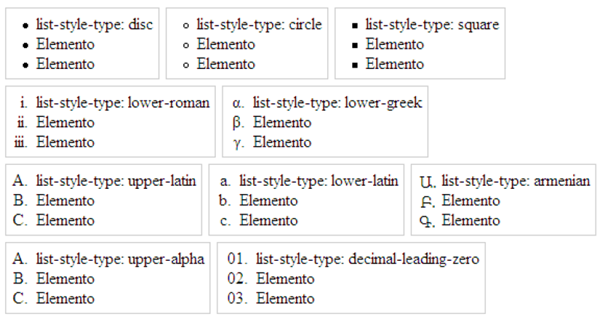 ● list-style-type: disc
● Elemento
● Elemento
○ list-style-type: circle
○ Elemento
○ Elemento
■ list-style-type: square
■ Elemento
■ Elemento
i. list-style-type: lower-roman
ii. Elemento
iii. Elemento
α. list-style-type: lower-greek
β. Elemento
γ. Elemento
A. list-style-type: upper-latin
B. Elemento
C. Elemento
a. list-style-type: lower-latin
b. Elemento
c. Elemento
Ա. list-style-type: armenian
Բ. Elemento
Գ. Elemento
A. list-style-type: upper-alpha
B. Elemento
C. Elemento
01. list-style-type: decimal-leading-zero
02. Elemento
03. Elemento